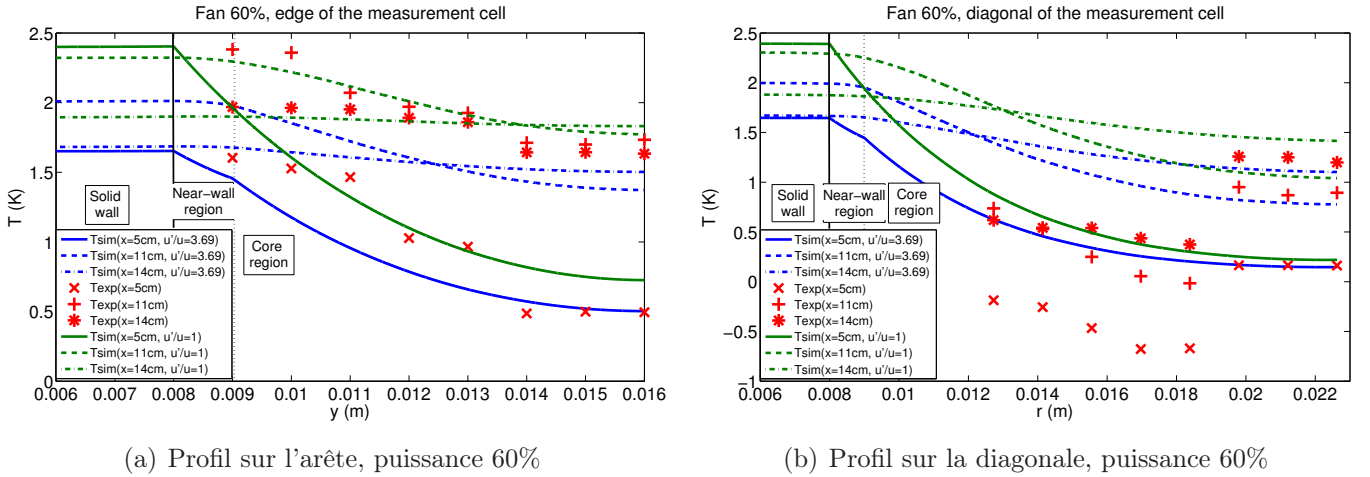 Fan 60%, edge of the measurement cell
2.5
2
1.5
1
0.5
0
T (K)
Solid
wall
Near−wall
region
Core
region
Tsim(x=5cm, u'/u=3.69)
Tsim(x=11cm, u'/u=3.69)
Tsim(x=14cm, u'/u=3.69)
Texp(x=5cm)
Texp(x=11cm)
Texp(x=14cm)
Tsim(x=5cm, u'/u=1)
Tsim(x=11cm, u'/u=1)
Tsim(x=14cm, u'/u=1)
0.006 0.007 0.008 0.009 0.01 0.011 0.012 0.013 0.014 0.015 0.016
y (m)
(a) Profil sur l'arête, puissance 60%
Fan 60%, diagonal of the measurement cell
2.5
2
1.5
1
0.5
0
−0.5
−1
T (K)
Solid
wall
Near−wall
region
Core
region
Tsim(x=5cm, u'/u=3.69)
Tsim(x=11cm, u'/u=3.69)
Tsim(x=14cm, u'/u=3.69)
Texp(x=5cm)
Texp(x=11cm)
Texp(x=14cm)
Tsim(x=5cm, u'/u=1)
Tsim(x=11cm, u'/u=1)
Tsim(x=14cm, u'/u=1)
0.006 0.008 0.01 0.012 0.014 0.016 0.018 0.02 0.022
r (m)
(b) Profil sur la diagonale, puissance 60%